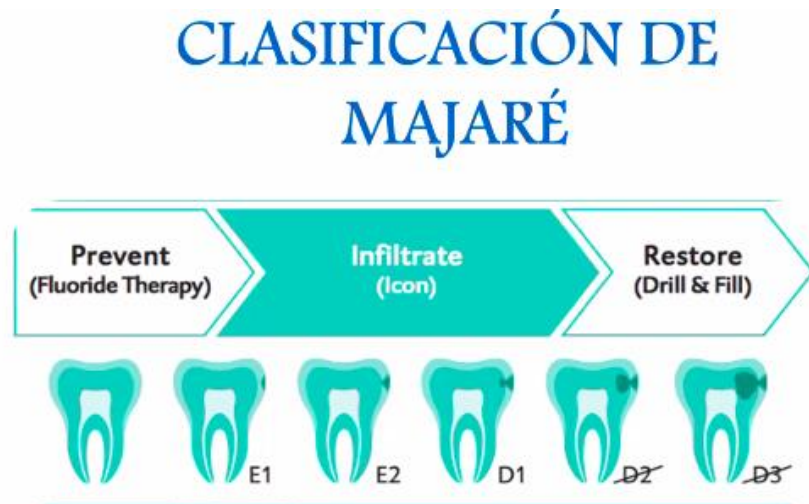 CLASIFICACIÓN DE
MAJARÉ
Prevent
(Fluoride Therapy)
Infiltrate
(Icon)
Restore
(Drill & Fill)
E1
E2
D1
D2
D3